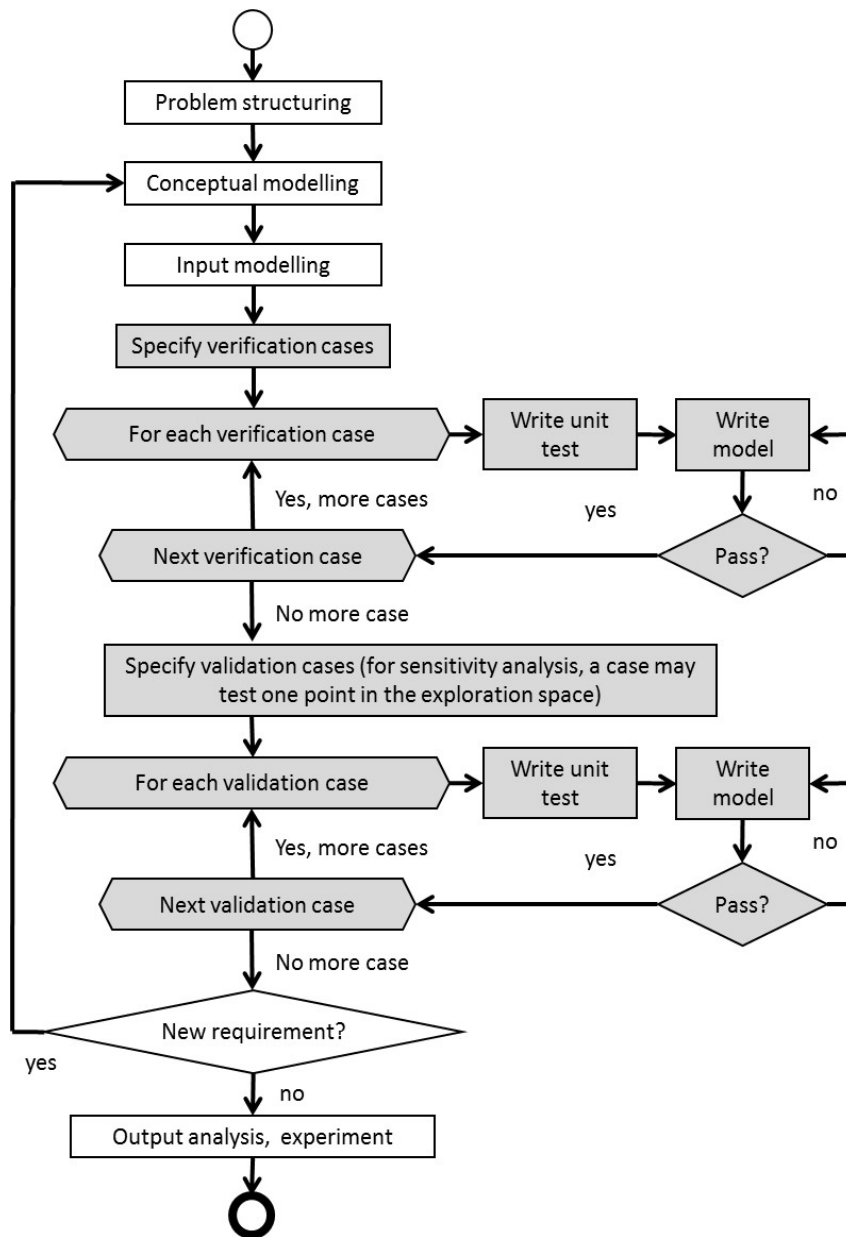 Problem structuring
Conceptual modelling
Input modelling
Specify verification cases
For each verification case
Write unit
test
Write
model
Yes, more cases
yes
no
Next verification case
Pass?
No more case
Specify validation cases (for sensitivity analysis, a case may
test one point in the exploration space)
For each validation case
Write unit
test
Write
model
Yes, more cases
yes
no
Next validation case
Pass?
No more case
New requirement?
yes
no
Output analysis, experiment